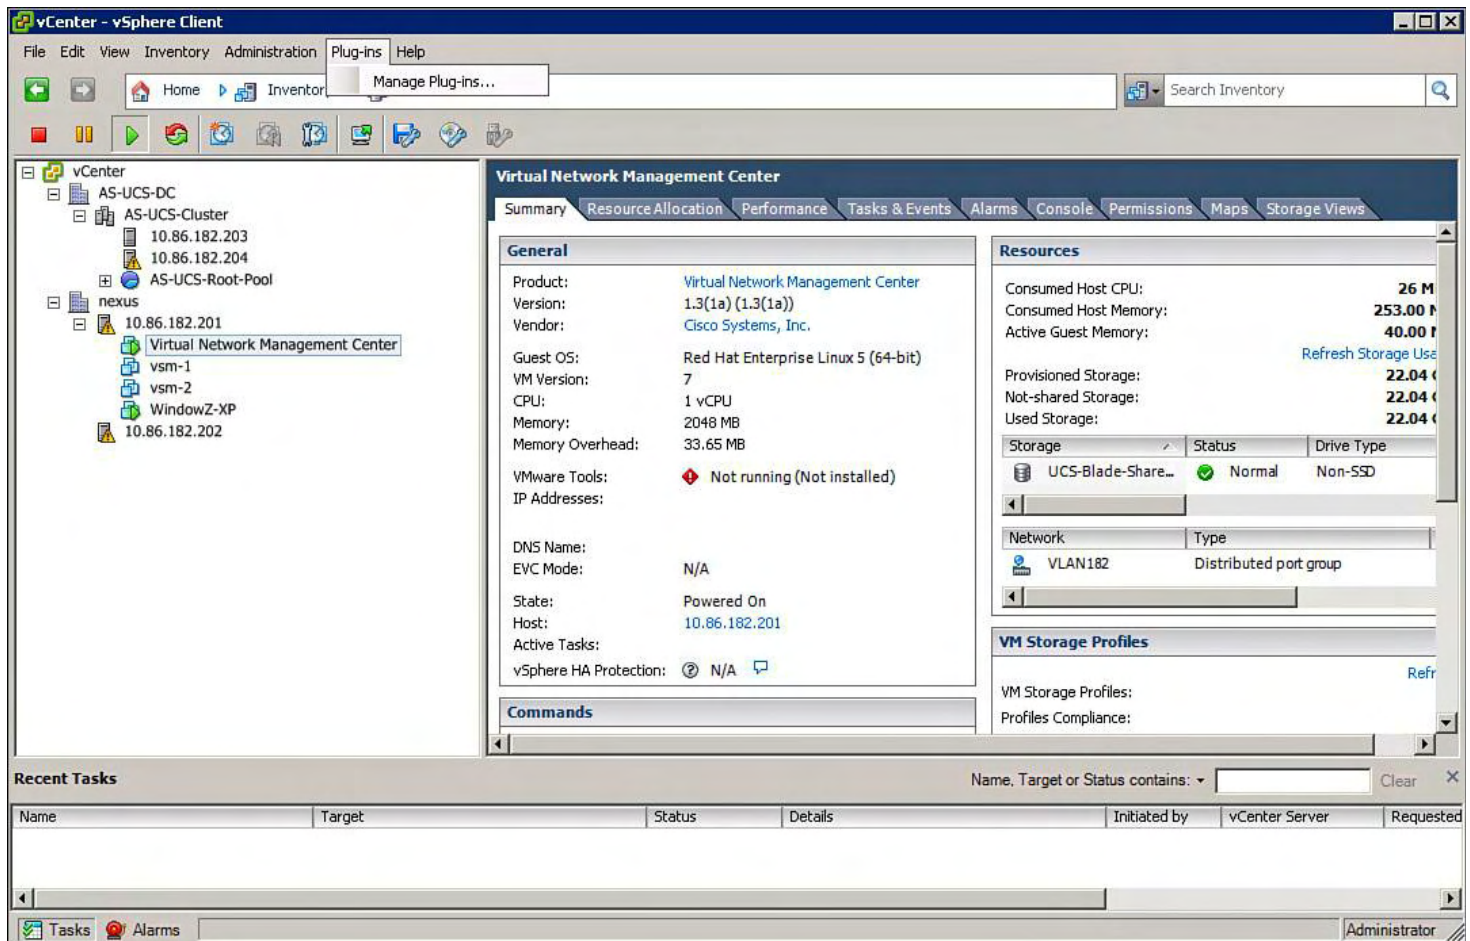 vCenter - vSphere Client
File Edit View Inventory Administration Plug-ins Help
Manage Plug-ins...
Home Inventor
Search Inventory
vCenter
AS-UCS-DC
AS-UCS-Cluster
10.86.182.203
10.86.182.204
AS-UCS-Root-Pool
nexus
10.86.182.201
Virtual Network Management Center
vsm-1
vsm-2
WindowZ-XP
10.86.182.202
Virtual Network Management Center
Summary Resource Allocation Performance Tasks & Events Alarms Console Permissions Maps Storage Views
General
Product: Virtual Network Management Center
Version: 1.3(1a) (1.3(1a))
Vendor: Cisco Systems, Inc.
Guest OS: Red Hat Enterprise Linux 5 (64-bit)
VM Version: 7
CPU: 1 vCPU
Memory: 2048 MB
Memory Overhead: 33.65 MB
VMware Tools: Not running (Not installed)
IP Addresses:
DNS Name:
EVC Mode: N/A
State: Powered On
Host: 10.86.182.201
Active Tasks:
vSphere HA Protection: N/A
Commands
Resources
Consumed Host CPU: 26 M
Consumed Host Memory: 253.00 M
Active Guest Memory: 40.00 M
Refresh Storage Usa
Provisioned Storage: 22.04 G
Not-shared Storage: 22.04 G
Used Storage: 22.04 G
Storage Status Drive Type
UCS-Blade-Share... Normal Non-SSD
Network Type
VLAN182 Distributed port group
VM Storage Profiles
Refr
VM Storage Profiles:
Profiles Compliance:
Recent Tasks
Name, Target or Status contains: Clear
Name Target Status Details Initiated by vCenter Server Requested
Tasks Alarms Administrator